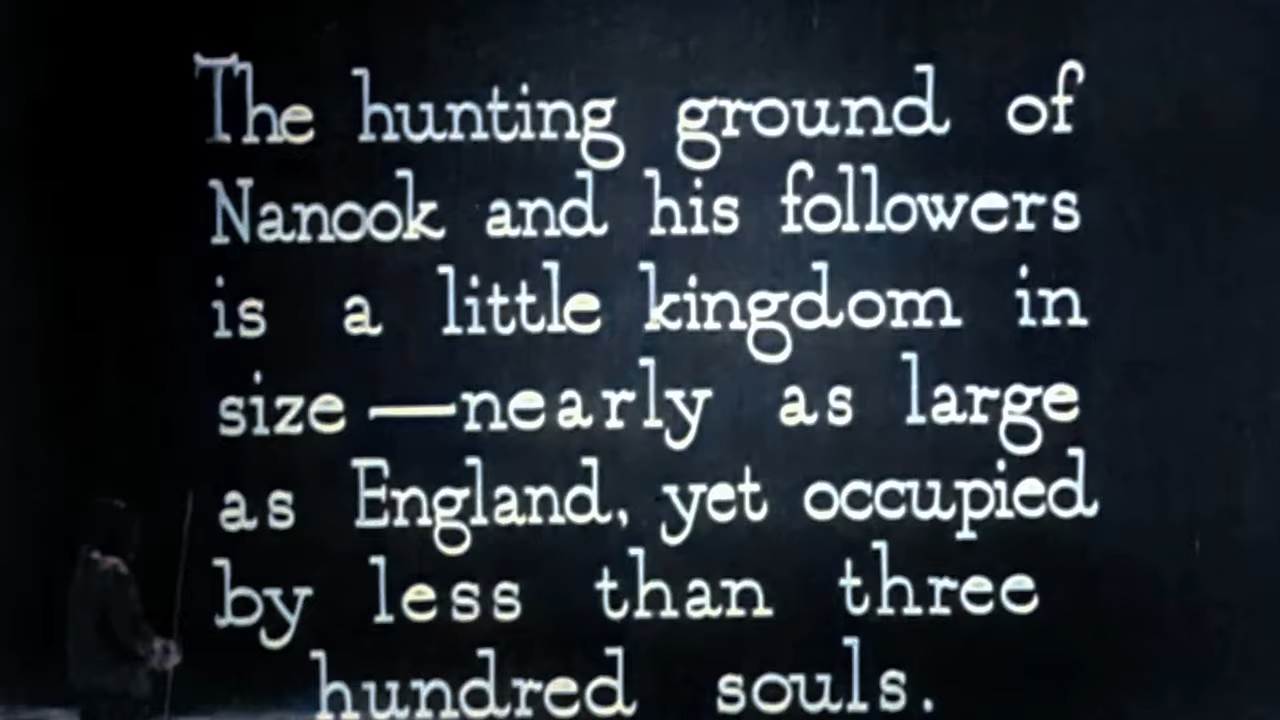 The hunting ground of
Nanook and his followers
is a little kingdom in
size—nearly as large
as England, yet occupied
by less than three
hundred souls.